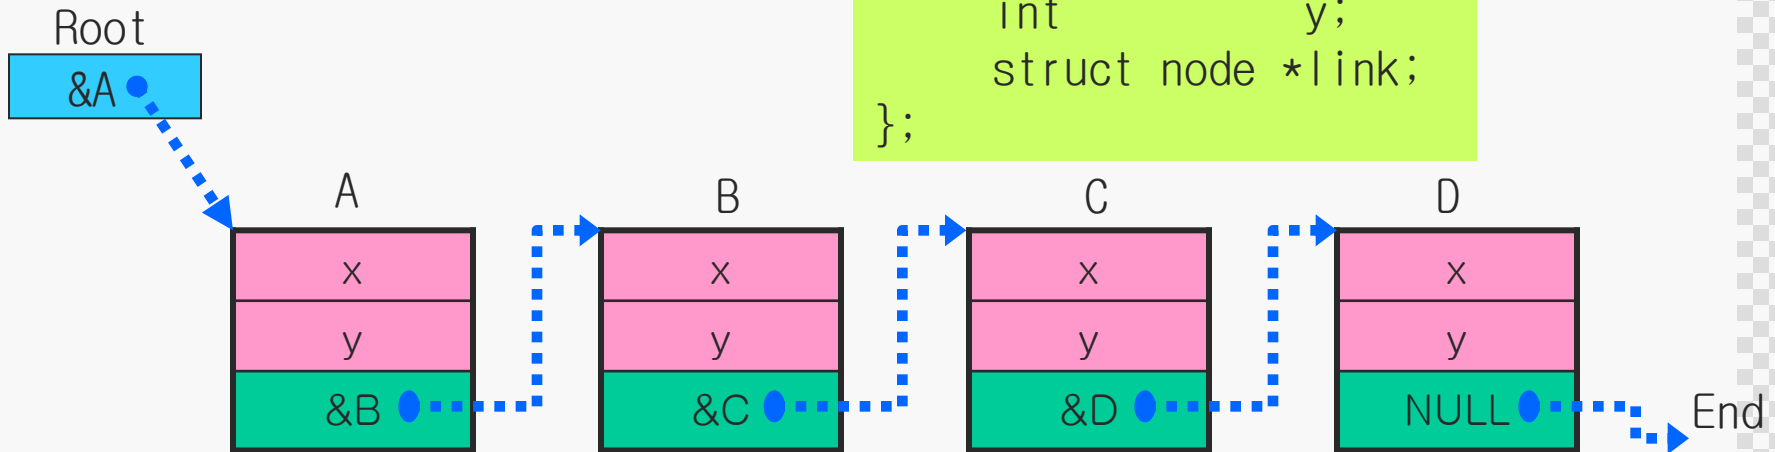 int y;
struct node *link;
};
Root
&A
A B C D
x x x x
y y y y
&B &C &D NULL
End